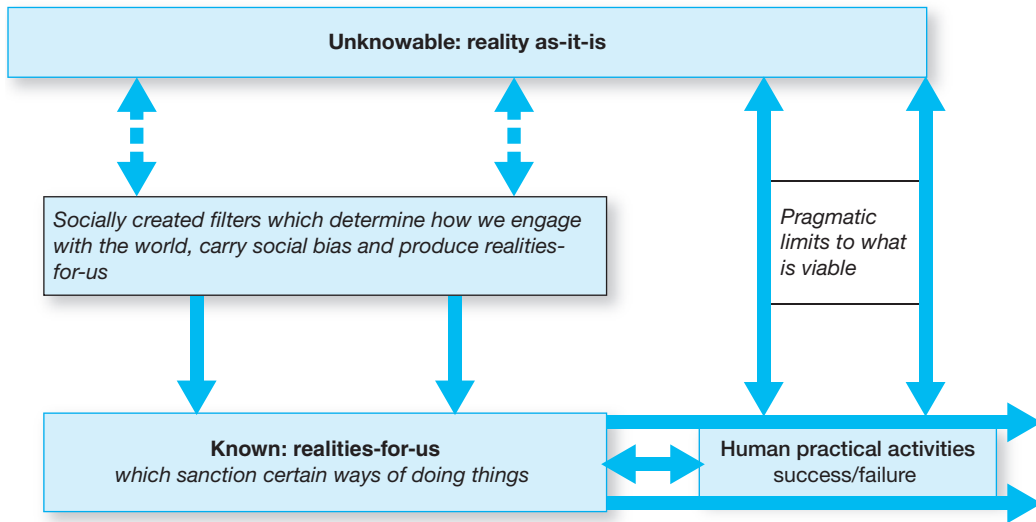 Unknowable: reality as-it-is
Socially created filters which determine how we engage
with the world, carry social bias and produce realities-
for-us
Pragmatic
limits to what
is viable
Known: realities-for-us
which sanction certain ways of doing things
Human practical activities
success/failure